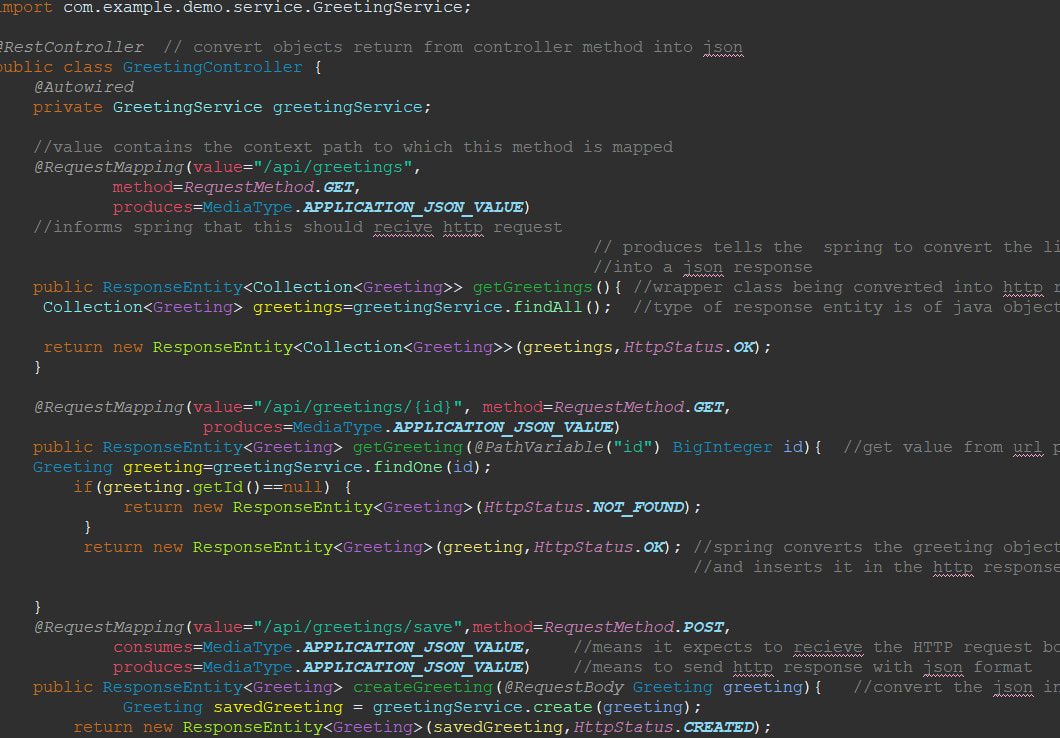 import com.example.demo.service.GreetingService;
@RestController // convert objects return from controller method into json
public class GreetingController {
@Autowired
private GreetingService greetingService;
//value contains the context path to which this method is mapped
@RequestMapping(value="/api/greetings",
method=RequestMethod.GET,
produces=MediaType.APPLICATION_JSON_VALUE)
//informs spring that this should recive http request
// produces tells the  spring to convert the li
//into a json response
public ResponseEntity<Collection<Greeting>> getGreetings(){ //wrapper class being converted into http r
Collection<Greeting> greetings=greetingService.findAll();  //type of response entity is of java object
return new ResponseEntity<Collection<Greeting>>(greetings,HttpStatus.OK);
}
@RequestMapping(value="/api/greetings/{id}", method=RequestMethod.GET,
produces=MediaType.APPLICATION_JSON_VALUE)
public ResponseEntity<Greeting> getGreeting(@PathVariable("id") BigInteger id){  //get value from url p
Greeting greeting=greetingService.findOne(id);
if(greeting.getId()==null) {
return new ResponseEntity<Greeting>(HttpStatus.NOT_FOUND);
}
return new ResponseEntity<Greeting>(greeting,HttpStatus.OK); //spring converts the greeting object
//and inserts it in the http response
}
@RequestMapping(value="/api/greetings/save",method=RequestMethod.POST,
consumes=MediaType.APPLICATION_JSON_VALUE,    //means it expects to recieve the HTTP request bo
produces=MediaType.APPLICATION_JSON_VALUE)    //means to send http response with json format
public ResponseEntity<Greeting> createGreeting(@RequestBody Greeting greeting){   //convert the json in
Greeting savedGreeting = greetingService.create(greeting);
return new ResponseEntity<Greeting>(savedGreeting,HttpStatus.CREATED);